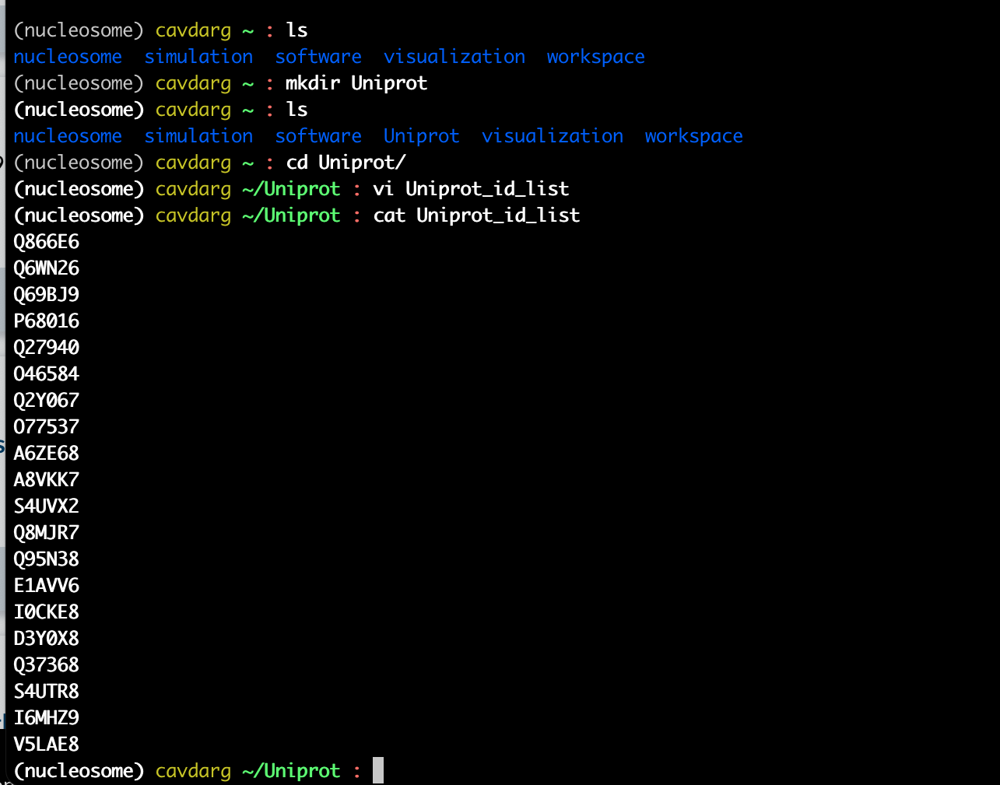 (nucleosome) cavdarg ~ : ls
nucleosome  simulation  software  visualization  workspace
(nucleosome) cavdarg ~ : mkdir Uniprot
(nucleosome) cavdarg ~ : ls
nucleosome  simulation  software  Uniprot  visualization  workspace
(nucleosome) cavdarg ~ : cd Uniprot/
(nucleosome) cavdarg ~/Uniprot : vi Uniprot_id_list
(nucleosome) cavdarg ~/Uniprot : cat Uniprot_id_list
Q866E6
Q6WN26
Q69BJ9
P68016
Q27940
O46584
Q2Y067
O77537
A6ZE68
A8VKK7
S4UVX2
Q8MJR7
Q95N38
E1AVV6
I0CKE8
D3Y0X8
Q37368
S4UTR8
I6MHZ9
V5LAE8
(nucleosome) cavdarg ~/Uniprot :